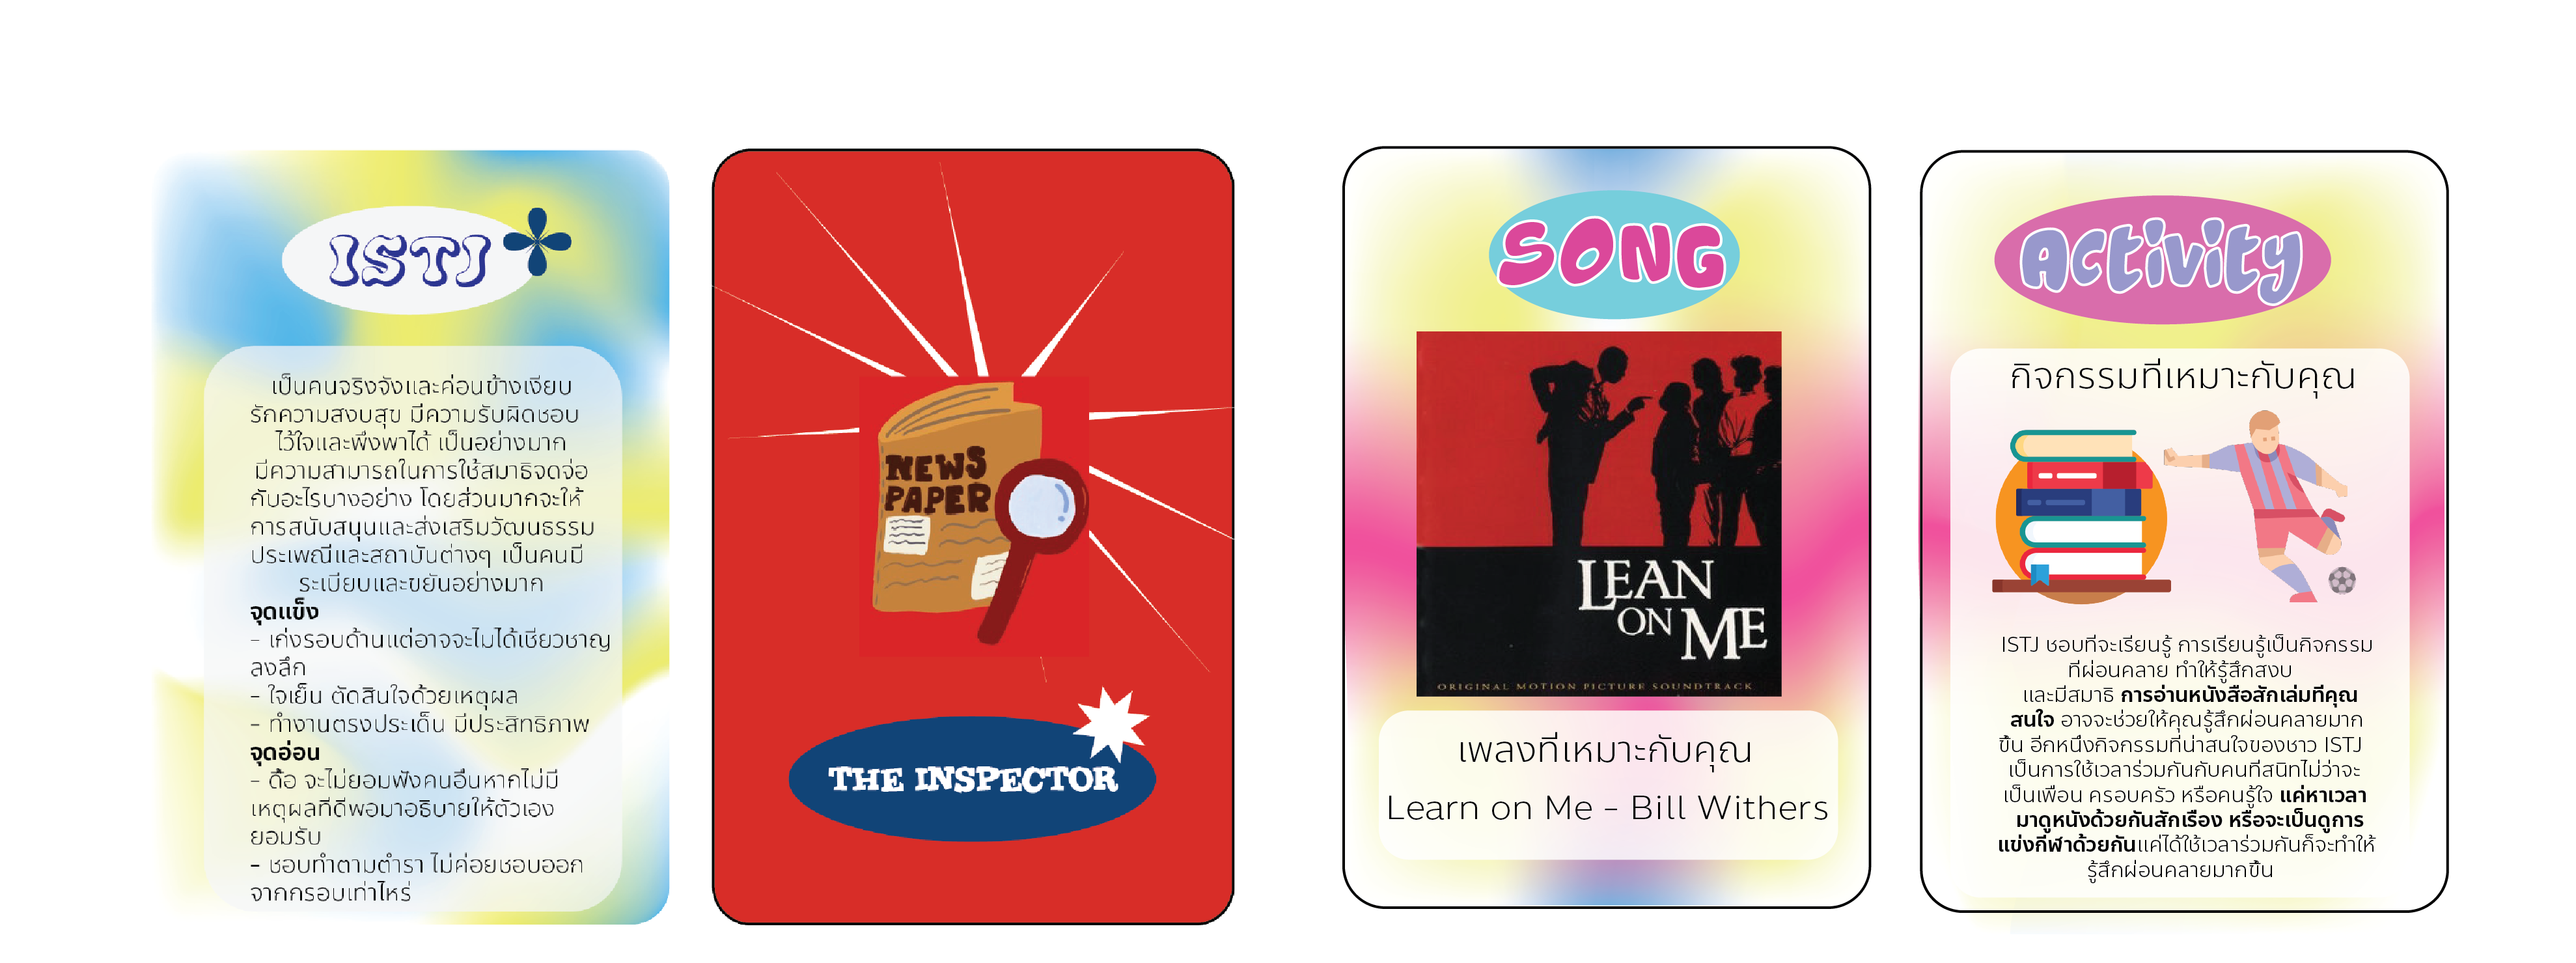 ISTJ
เป็นคนจริงจังและค่อนข้างเงียบ
รักความสงบสุข มีความรับผิดชอบ
ไว้ใจและพึ่งพาได้ เป็นอย่างมาก
มีความสามารถในการใช้สมาธิจดจ่อ
กับอะไรบางอย่าง โดยส่วนมากจะให้
การสนับสนุนและส่งเสริมวัฒนธรรม
ประเพณีและสถาบันต่างๆ เป็นคนมี
ระเบียบและขยันอย่างมาก
จุดแข็ง
- เก่งรอบด้านแต่อาจจะไม่ได้เชี่ยวชาญ
ลงลึก
- ใจเย็น ตัดสินใจด้วยเหตุผล
- ทำงานตรงประเด็น มีประสิทธิภาพ
จุดอ่อน
- ดื้อ จะไม่ยอมฟังคนอื่นหากไม่มี
เหตุผลที่ดีพอมาอธิบายให้ตัวเอง
ยอมรับ
- ชอบทำตามตำรา ไม่ค่อยชอบออก
จากกรอบเท่าไหร่
NEWS
PAPER
THE INSPECTOR
SONG
LEAN
ON ME
ORIGINAL MOTION PICTURE SOUNDTRACK
เพลงที่เหมาะกับคุณ
Learn on Me - Bill Withers
Activity
กิจกรรมที่เหมาะกับคุณ
ISTJ ชอบที่จะเรียนรู้ การเรียนรู้เป็นกิจกรรม
ที่ผ่อนคลาย ทำให้รู้สึกสงบ
และมีสมาธิ การอ่านหนังสือสักเล่มที่คุณ
สนใจ อาจจะช่วยให้คุณรู้สึกผ่อนคลายมาก
ขึ้น อีกหนึ่งกิจกรรมที่น่าสนใจของชาว ISTJ
เป็นการใช้เวลาร่วมกันกับคนที่สนิทไม่ว่าจะ
เป็นเพื่อน ครอบครัว หรือคนรู้ใจ แค่หาเวลา
มาดูหนังด้วยกันสักเรื่อง หรือจะเป็นดูการ
แข่งกีฬาด้วยกันแค่ได้ใช้เวลาร่วมกันก็จะทำให้
รู้สึกผ่อนคลายมากขึ้น